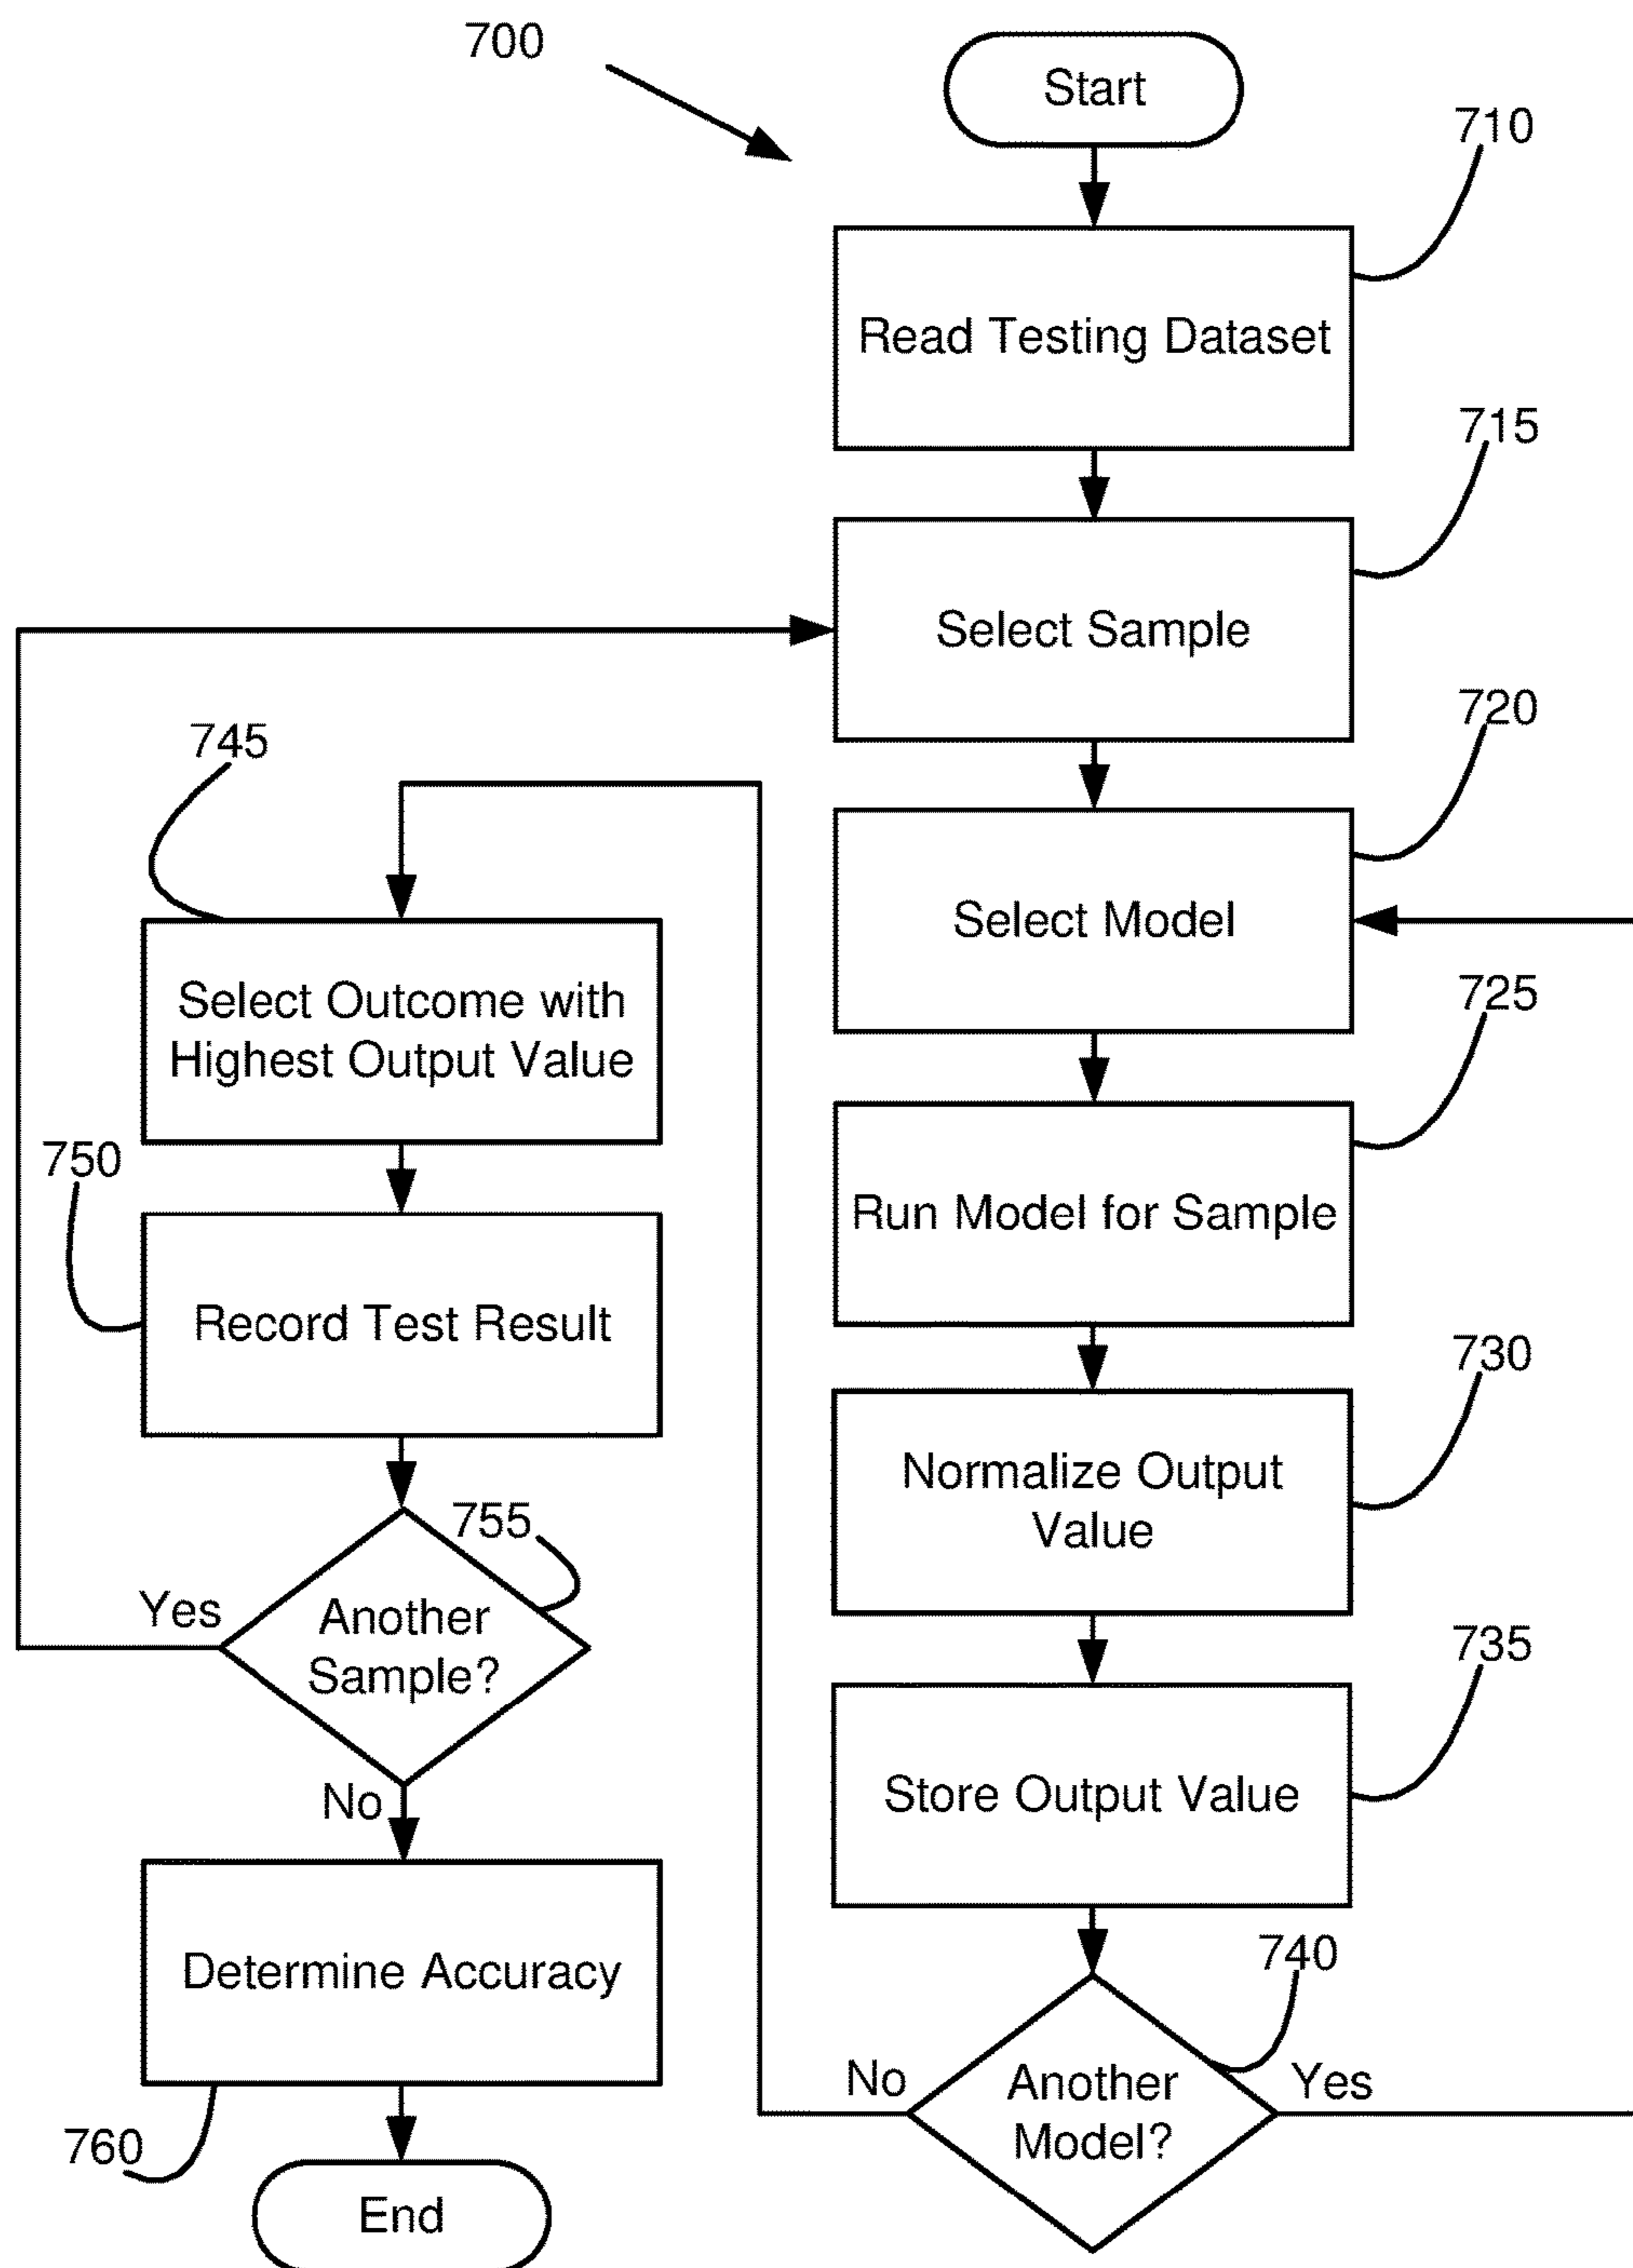 700
Start
710
Read Testing Dataset
715
Select Sample
720
Select Model
725
Run Model for Sample
730
Normalize Output
Value
735
Store Output Value
740
Another
Model?
No
Yes
745
Select Outcome with
Highest Output Value
750
Record Test Result
755
Another
Sample?
Yes
No
Determine Accuracy
760
End